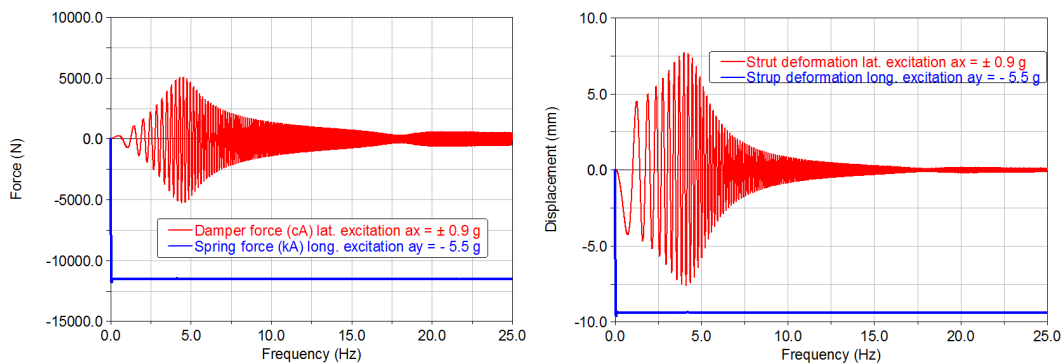 10000.0
5000.0
0.0
-5000.0
-10000.0
-15000.0
Force (N)
Damper force (cA) lat. excitation ax = ± 0.9 g
Spring force (kA) long. excitation ay = - 5.5 g
0.0 5.0 10.0 15.0 20.0 25.0
Frequency (Hz)
10.0
5.0
0.0
-5.0
-10.0
Displacement (mm)
Strut deformation lat. excitation ax = ± 0.9 g
Strup deformation long. excitation ay = - 5.5 g
0.0 5.0 10.0 15.0 20.0 25.0
Frequency (Hz)